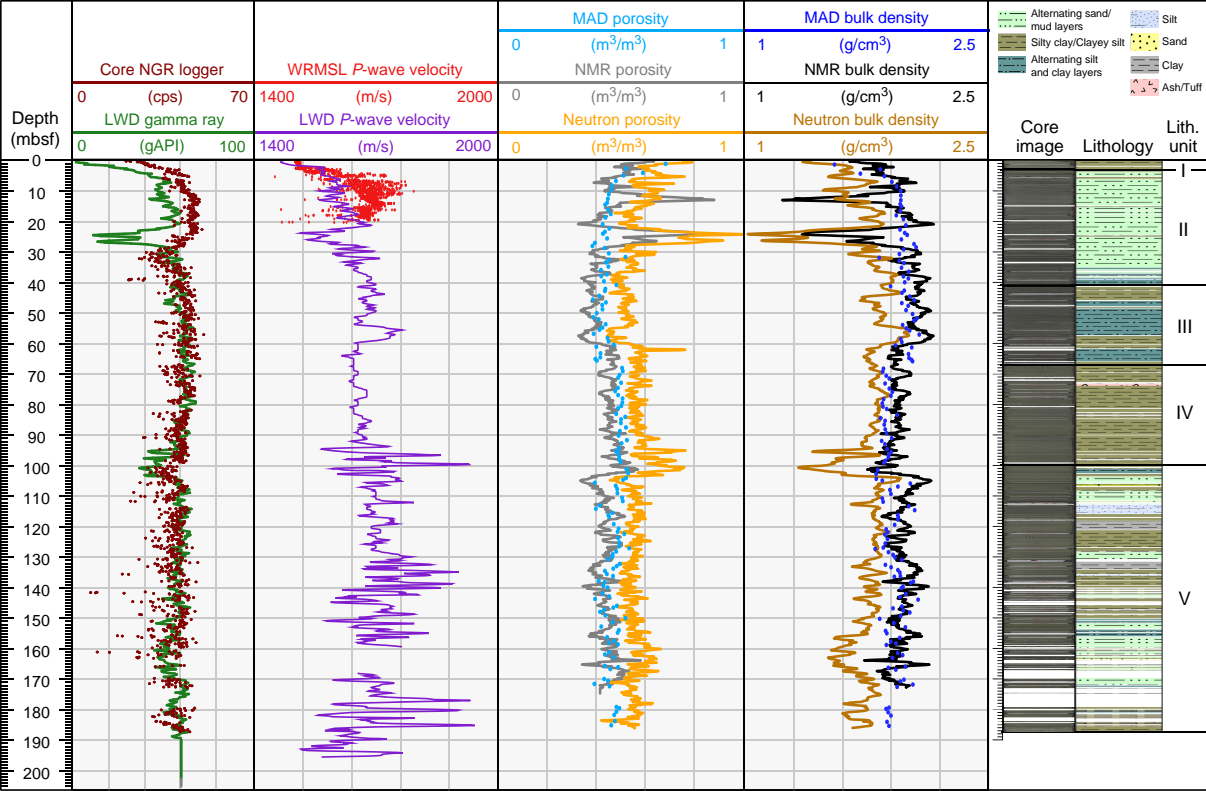 Depth
(mbsf)
Core NGR logger
0 (cps) 70
LWD gamma ray
0 (gAPI) 100
WRMSL P-wave velocity
1400 (m/s) 2000
LWD P-wave velocity
1400 (m/s) 2000
MAD porosity
0 (m³/m³) 1
NMR porosity
0 (m³/m³) 1
Neutron porosity
0 (m³/m³) 1
MAD bulk density
1 (g/cm³) 2.5
NMR bulk density
1 (g/cm³) 2.5
Neutron bulk density
1 (g/cm³) 2.5
Alternating sand/
mud layers
Silty clay/Clayey silt
Alternating silt
and clay layers
Silt
Sand
Clay
Ash/Tuff
Core
image
Lithology
Lith.
unit
0
10
20
30
40
50
60
70
80
90
100
110
120
130
140
150
160
170
180
190
200
I
II
III
IV
V